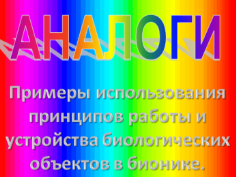 АНАЛОГИ
Примеры использования
принципов работы и
устройства биологических
объектов в бионике.